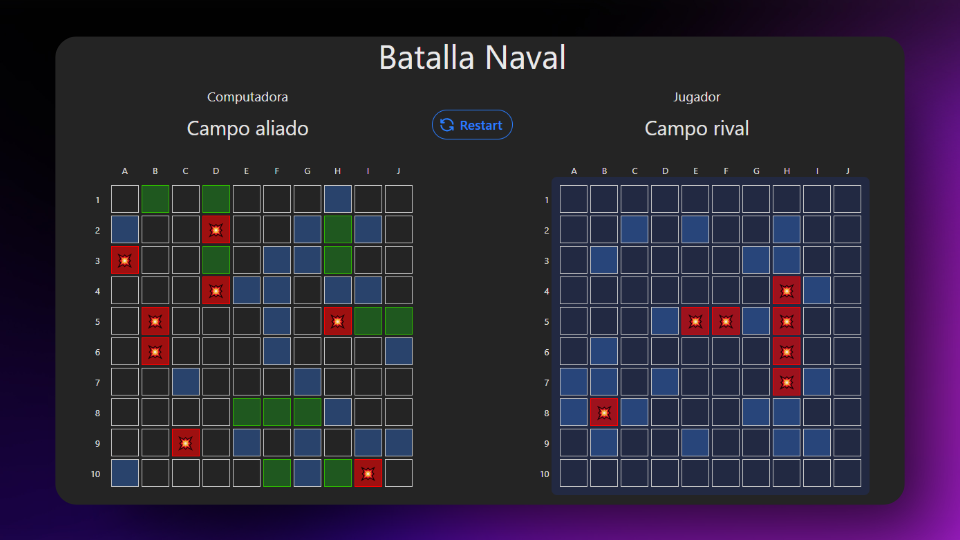 Batalla Naval
Computadora
Campo aliado
Restart
Jugador
Campo rival
A B C D E F G H I J
1
2
3
4
5
6
7
8
9
10
A B C D E F G H I J
1
2
3
4
5
6
7
8
9
10